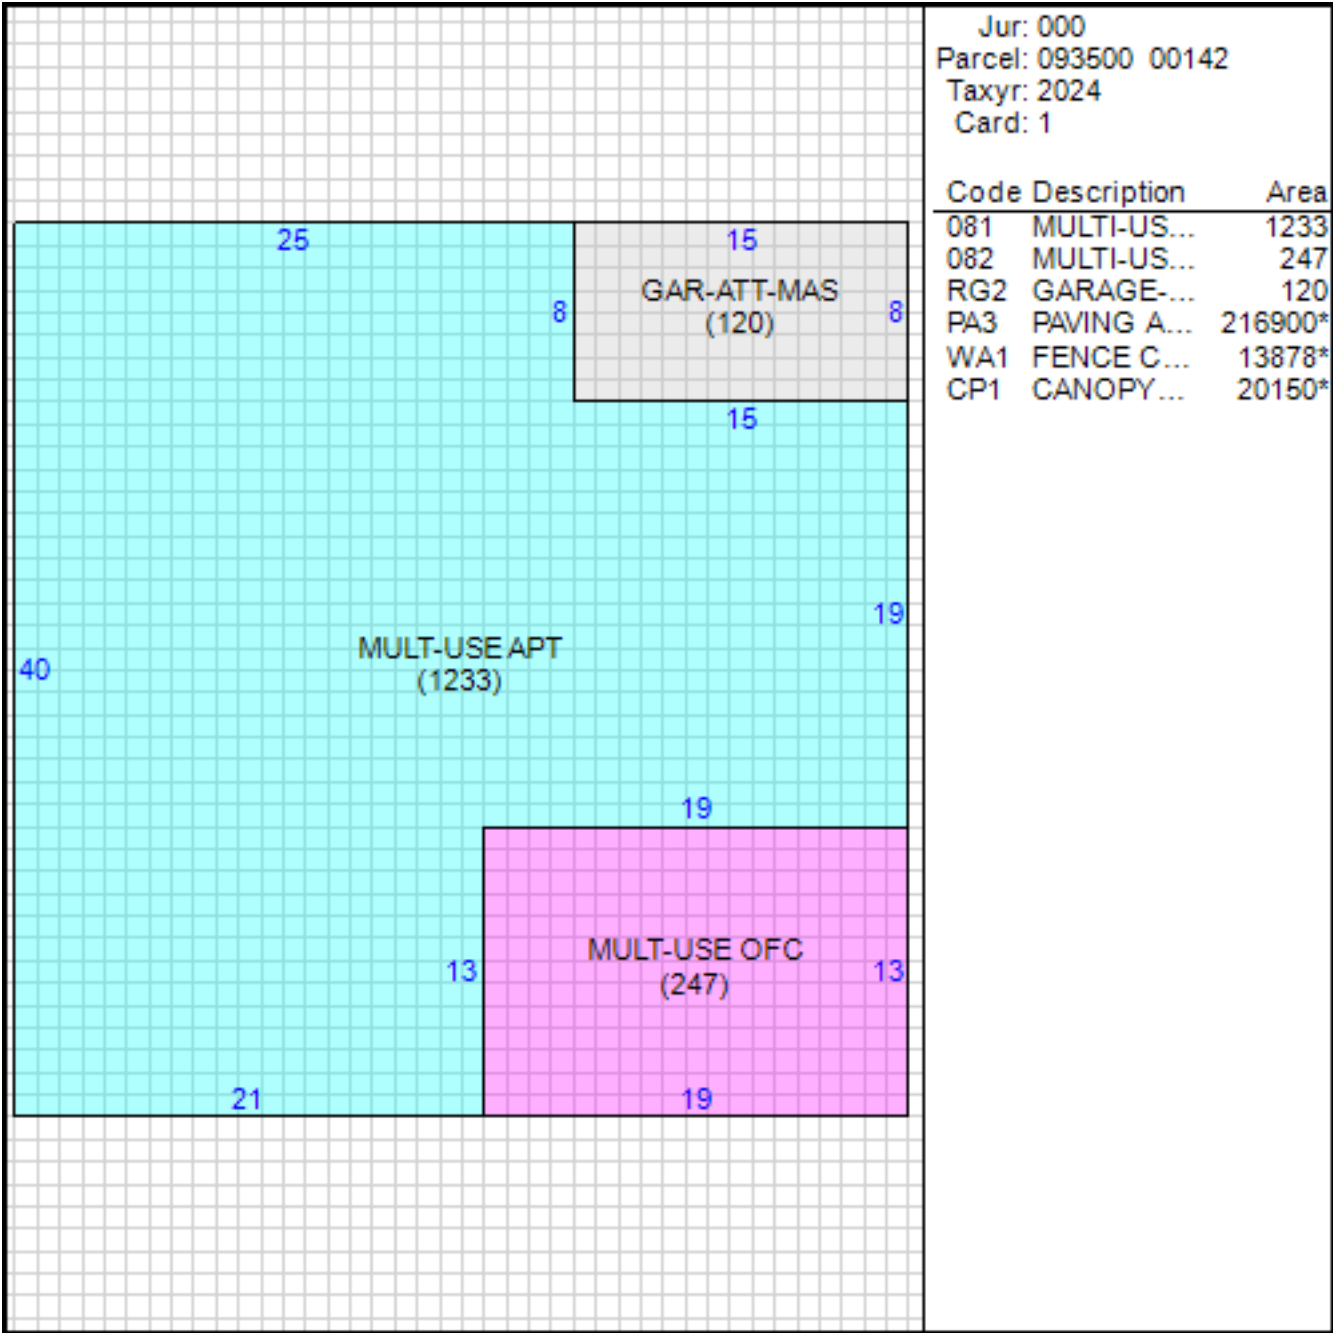 Jur: 000
Parcel: 093500 00142
Taxyr: 2024
Card: 1
Code Description Area
081 MULTI-US... 1233
082 MULTI-US... 247
RG2 GARAGE-... 120
PA3 PAVING A... 216900*
WA1 FENCE C... 13878*
CP1 CANOPY... 20150*
25
15
GAR-ATT-MAS
(120)
8
8
15
19
MULT-USE APT
(1233)
40
19
MULT-USE OFC
(247)
13
13
21
19